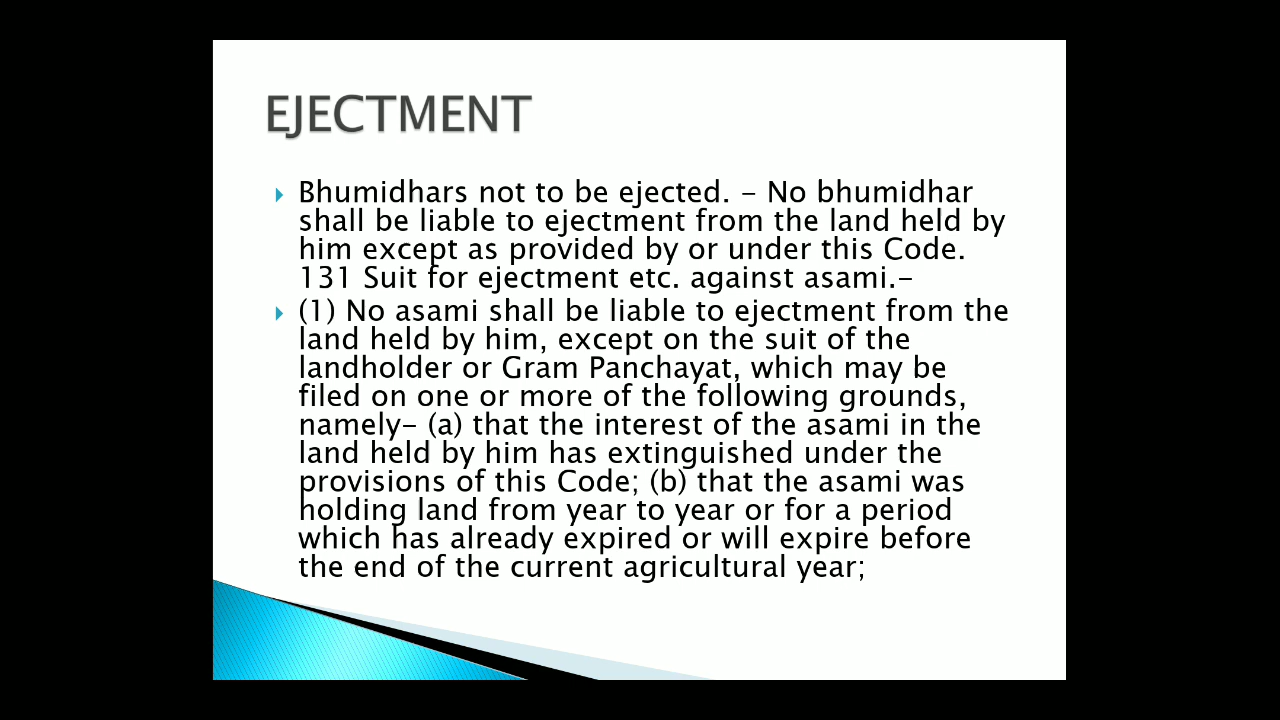 EJECTMENT
Bhumidhars not to be ejected. - No bhumidhar
shall be liable to ejectment from the land held by
him except as provided by or under this Code.
131 Suit for ejectment etc. against asami.-
(1) No asami shall be liable to ejectment from the
land held by him, except on the suit of the
landholder or Gram Panchayat, which may be
filed on one or more of the following grounds,
namely- (a) that the interest of the asami in the
land held by him has extinguished under the
provisions of this Code; (b) that the asami was
holding land from year to year or for a period
which has already expired or will expire before
the end of the current agricultural year;